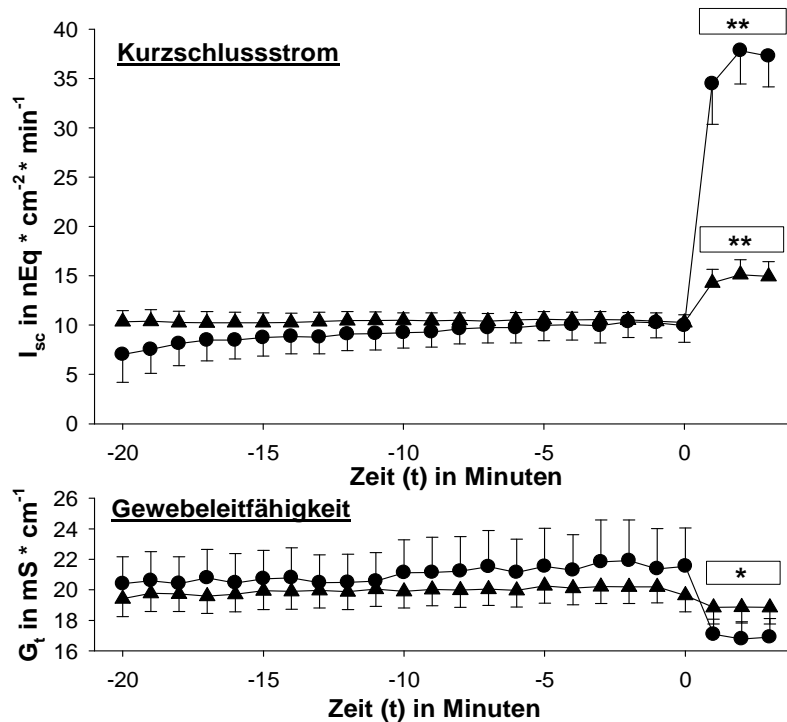 Kurzschlussstrom
I_sc in nEq * cm⁻² * min⁻¹
40
35
30
25
20
15
10
5
0
**
**
-20 -15 -10 -5 0
Zeit (t) in Minuten
Gewebeleitfähigkeit
G_t in mS * cm⁻¹
26
24
22
20
18
16
*
-20 -15 -10 -5 0
Zeit (t) in Minuten